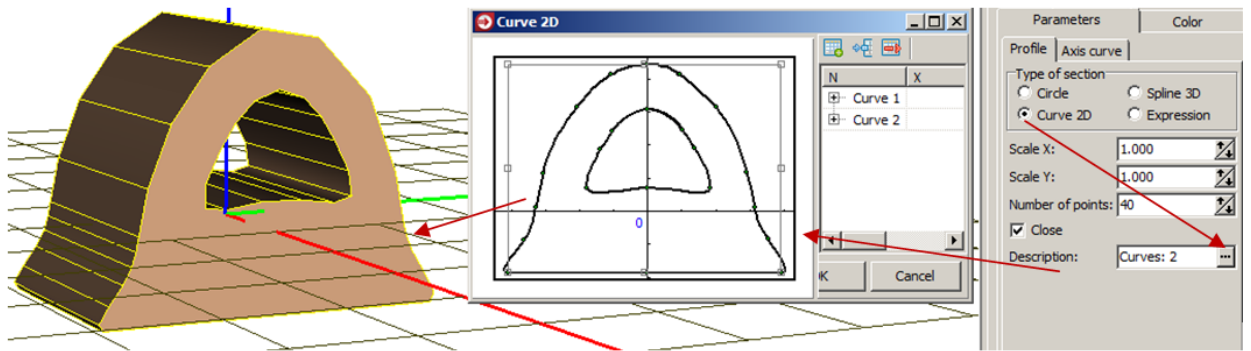 Curve 2D
N X
Curve 1
Curve 2
0
Cancel
Parameters Color
Profile Axis curve
Type of section
Circle Spline 3D
Curve 2D Expression
Scale X: 1.000
Scale Y: 1.000
Number of points: 40
Close
Description: Curves: 2 ...